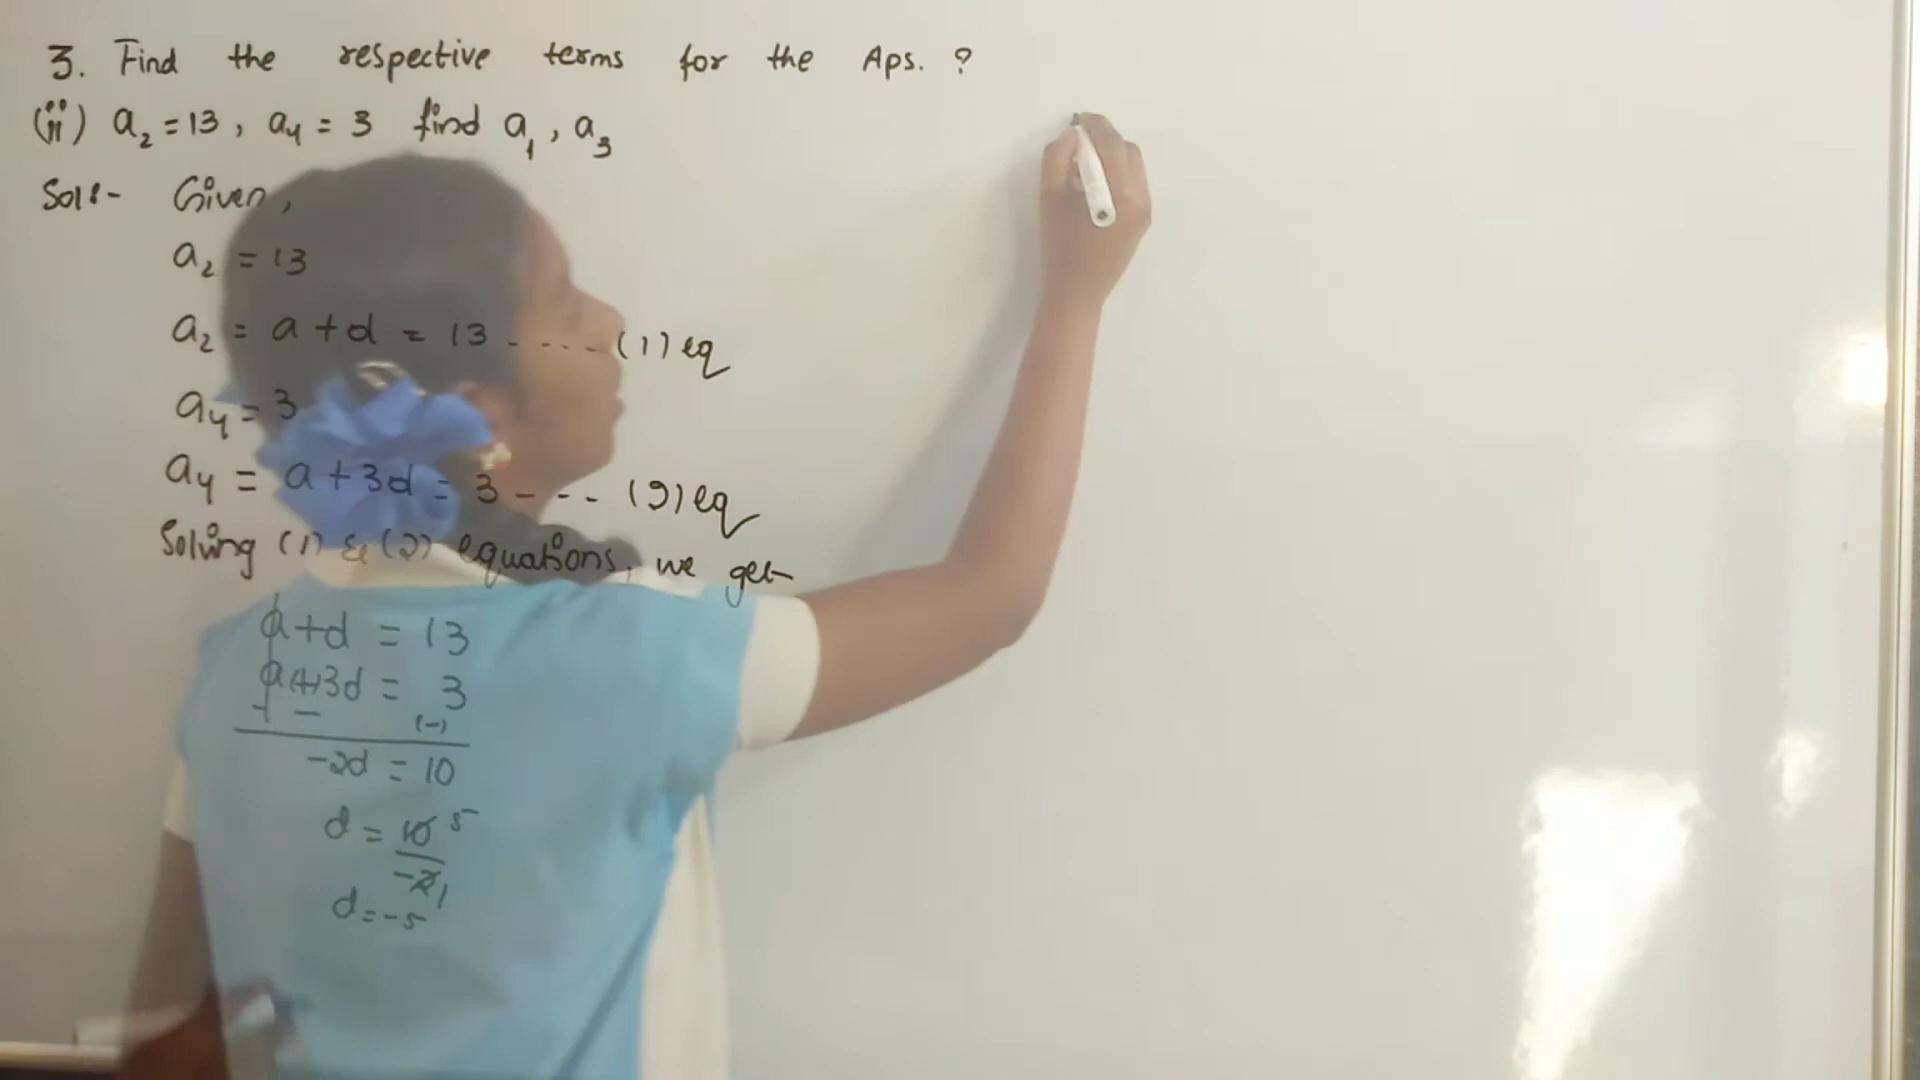 3. Find the respective terms for the Aps. ?
(ii) a₂ = 13, a₄ = 3 find a₁, a₃
Sol:- Given,
a₂ = 13
a₂ = a + d = 13 - - - - (1) eq
a₄ = 3
a₄ = a + 3d = 3 - - - (2) eq
Solving (1) & (2) equations, we get
a + d = 13
a (+) 3d = 3
- - (-)
-2d = 10
d = 10 5
-2 1
d = -5